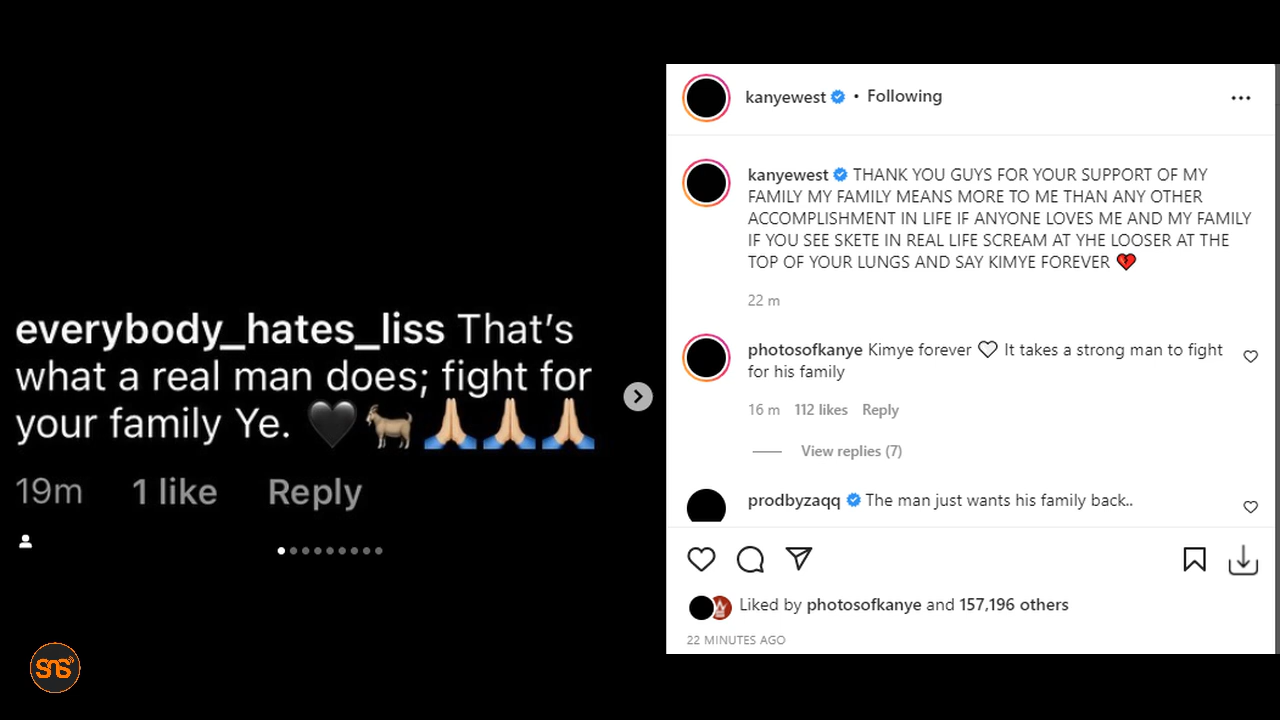 everybody_hates_liss That's
what a real man does; fight for
your family Ye. 🖤🐐🙏🏼🙏🏼🙏🏼
19m 1 like Reply
kanyewest • Following
kanyewest THANK YOU GUYS FOR YOUR SUPPORT OF MY
FAMILY MY FAMILY MEANS MORE TO ME THAN ANY OTHER
ACCOMPLISHMENT IN LIFE IF ANYONE LOVES ME AND MY FAMILY
IF YOU SEE SKETE IN REAL LIFE SCREAM AT YHE LOOSER AT THE
TOP OF YOUR LUNGS AND SAY KIMYE FOREVER 💔
22 m
photosofkanye Kimye forever ♡ It takes a strong man to fight
for his family
16 m 112 likes Reply
View replies (7)
prodbyzaqq The man just wants his family back..
Liked by photosofkanye and 157,196 others
22 MINUTES AGO
SNS